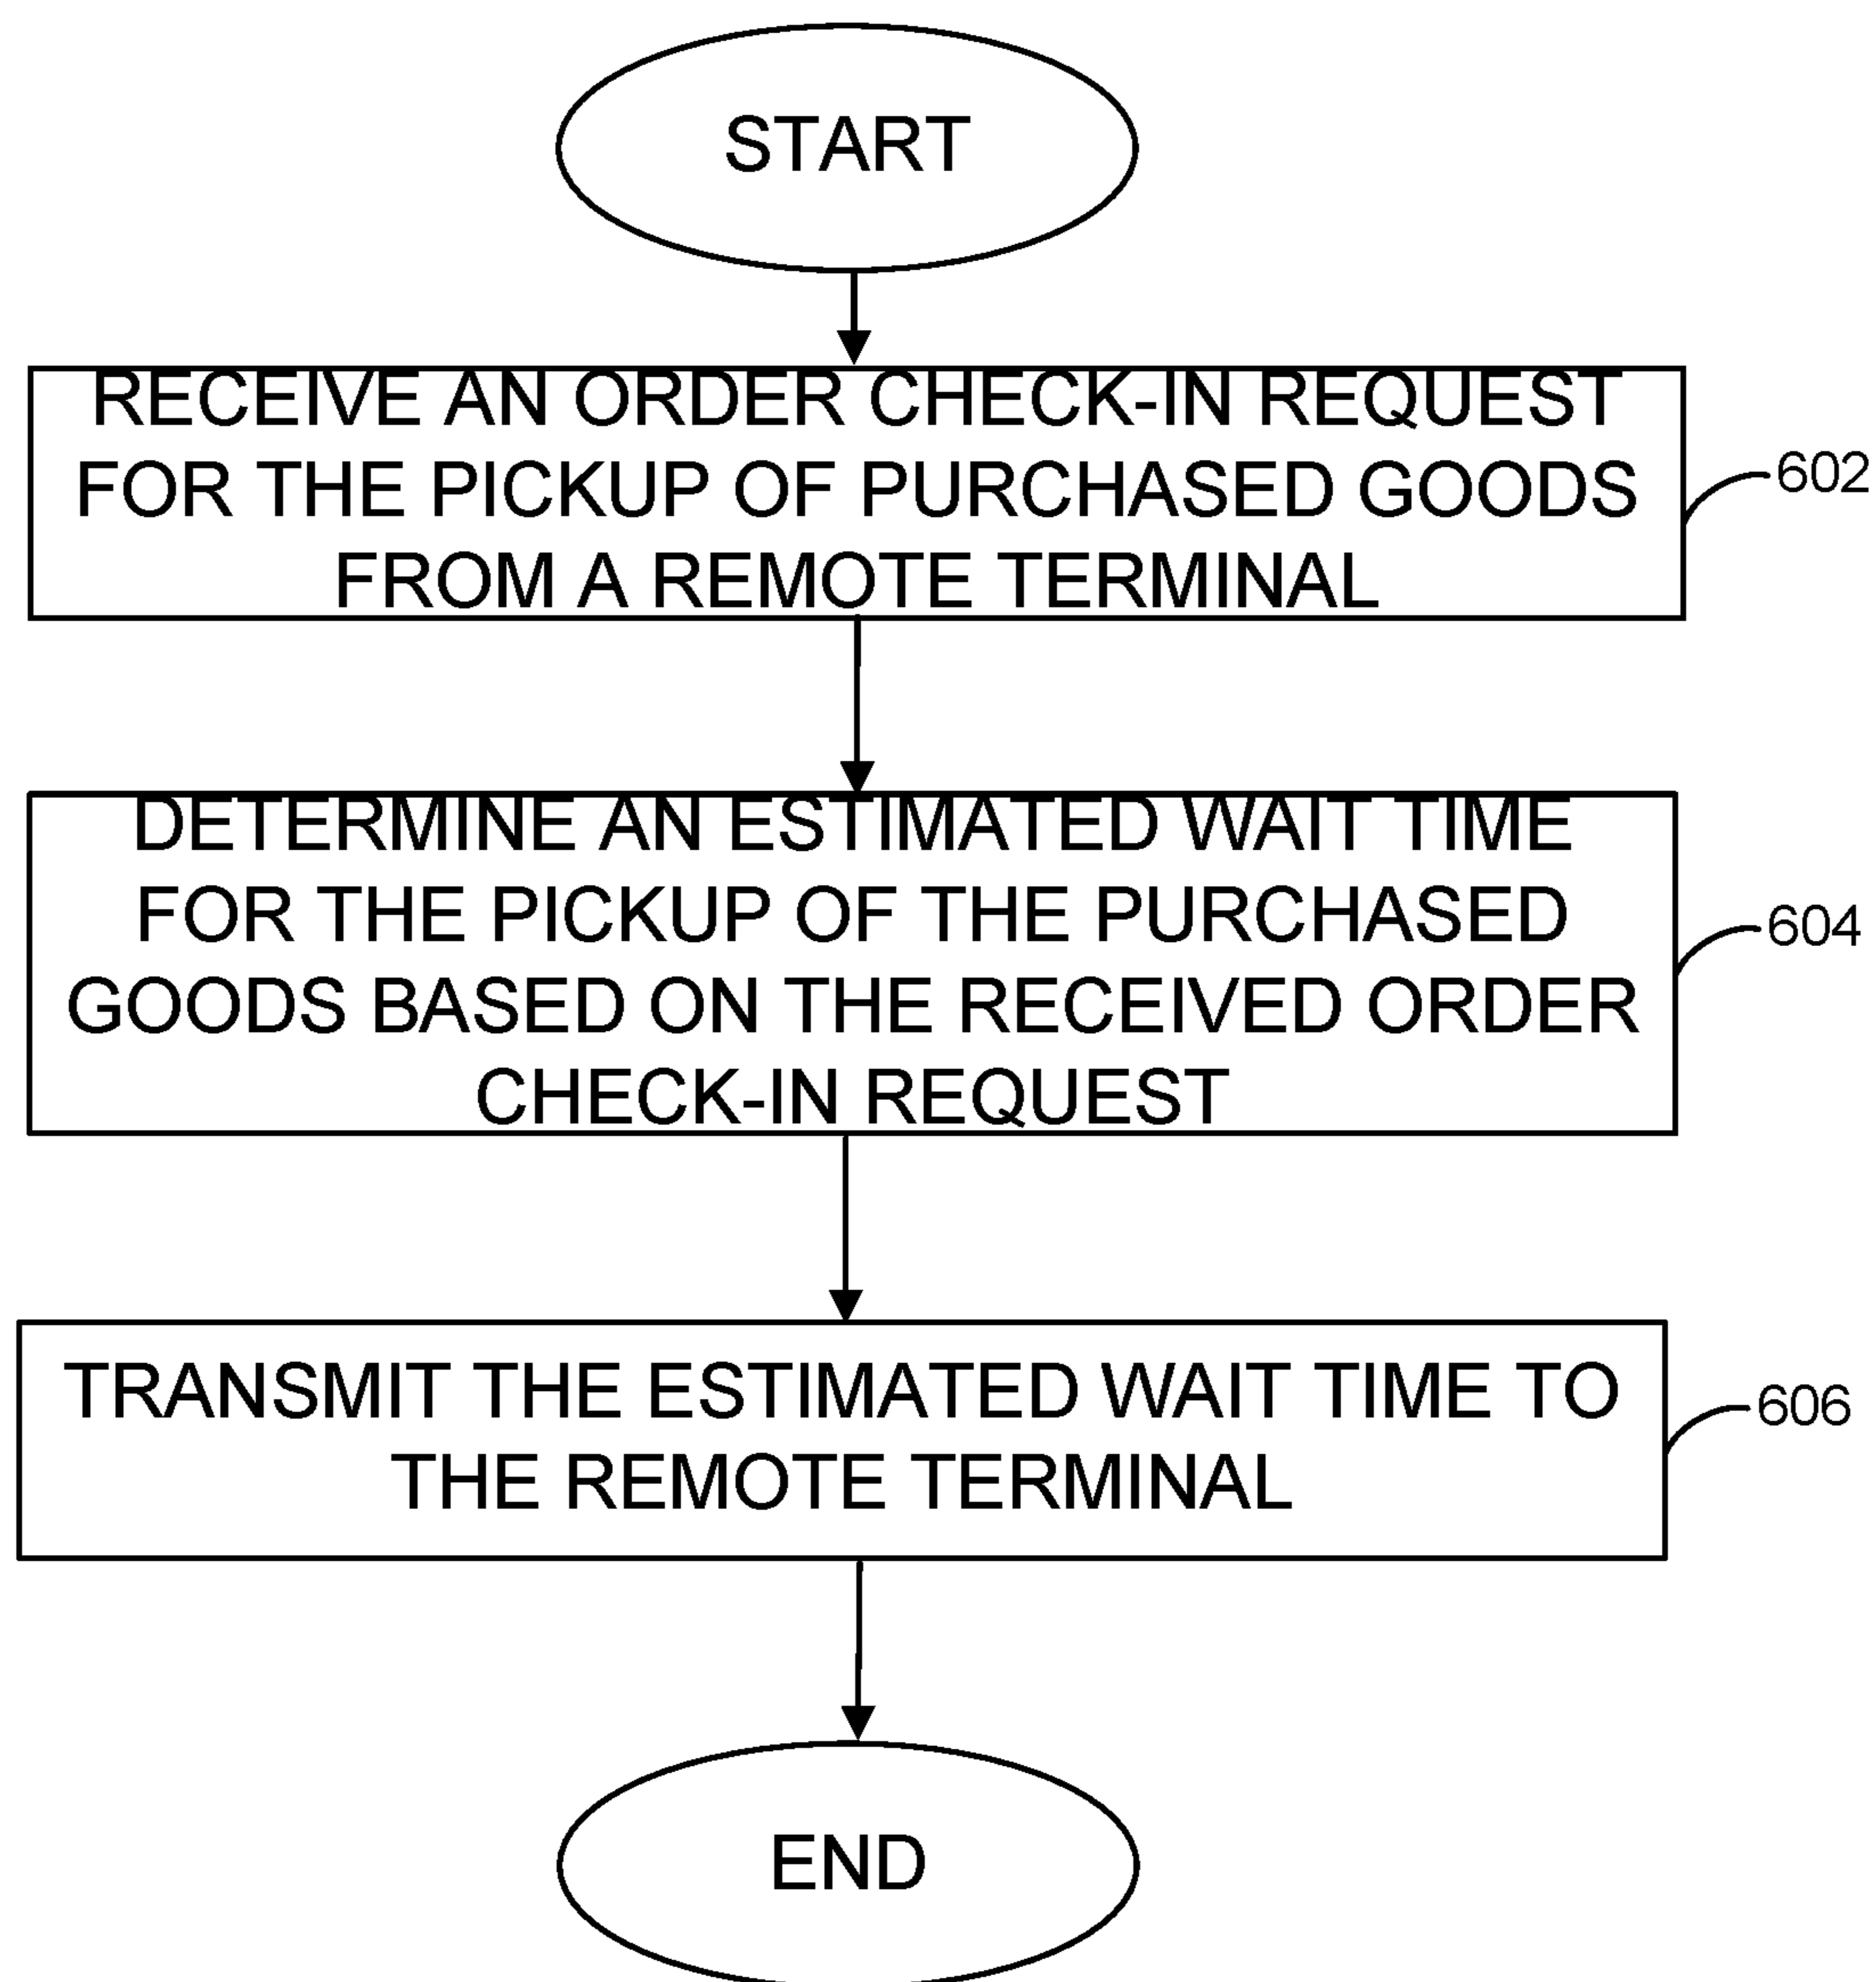 START
RECEIVE AN ORDER CHECK-IN REQUEST
FOR THE PICKUP OF PURCHASED GOODS
FROM A REMOTE TERMINAL
602
DETERMINE AN ESTIMATED WAIT TIME
FOR THE PICKUP OF THE PURCHASED
GOODS BASED ON THE RECEIVED ORDER
CHECK-IN REQUEST
604
TRANSMIT THE ESTIMATED WAIT TIME TO
THE REMOTE TERMINAL
606
END